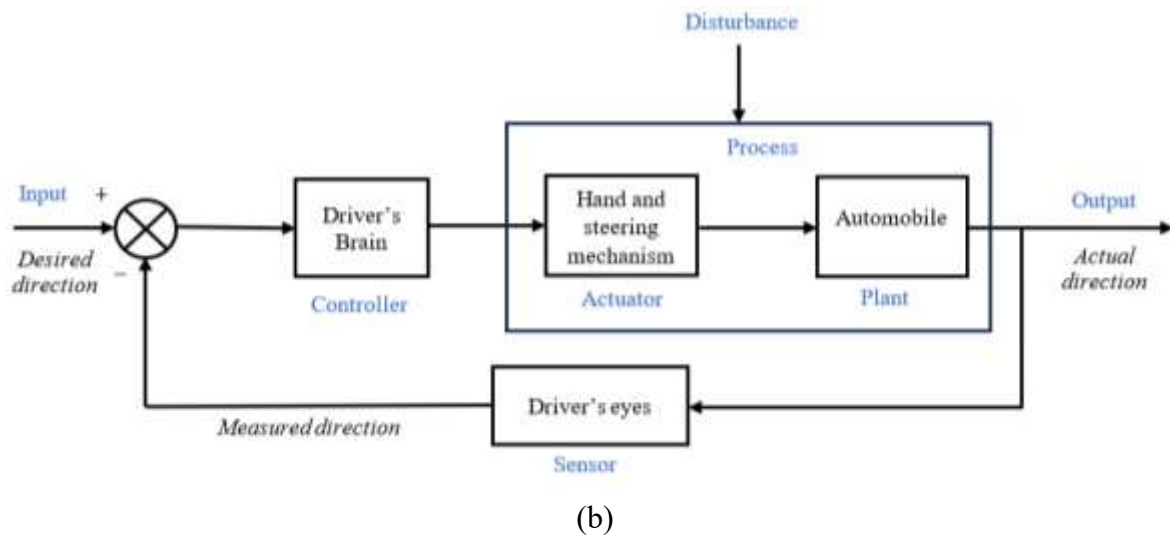 Disturbance
Process
Input
+
Driver's
Brain
Hand and
steering
mechanism
Automobile
Output
Desired
direction
−
Actual
direction
Controller
Actuator
Plant
Driver's eyes
Measured direction
Sensor
(b)